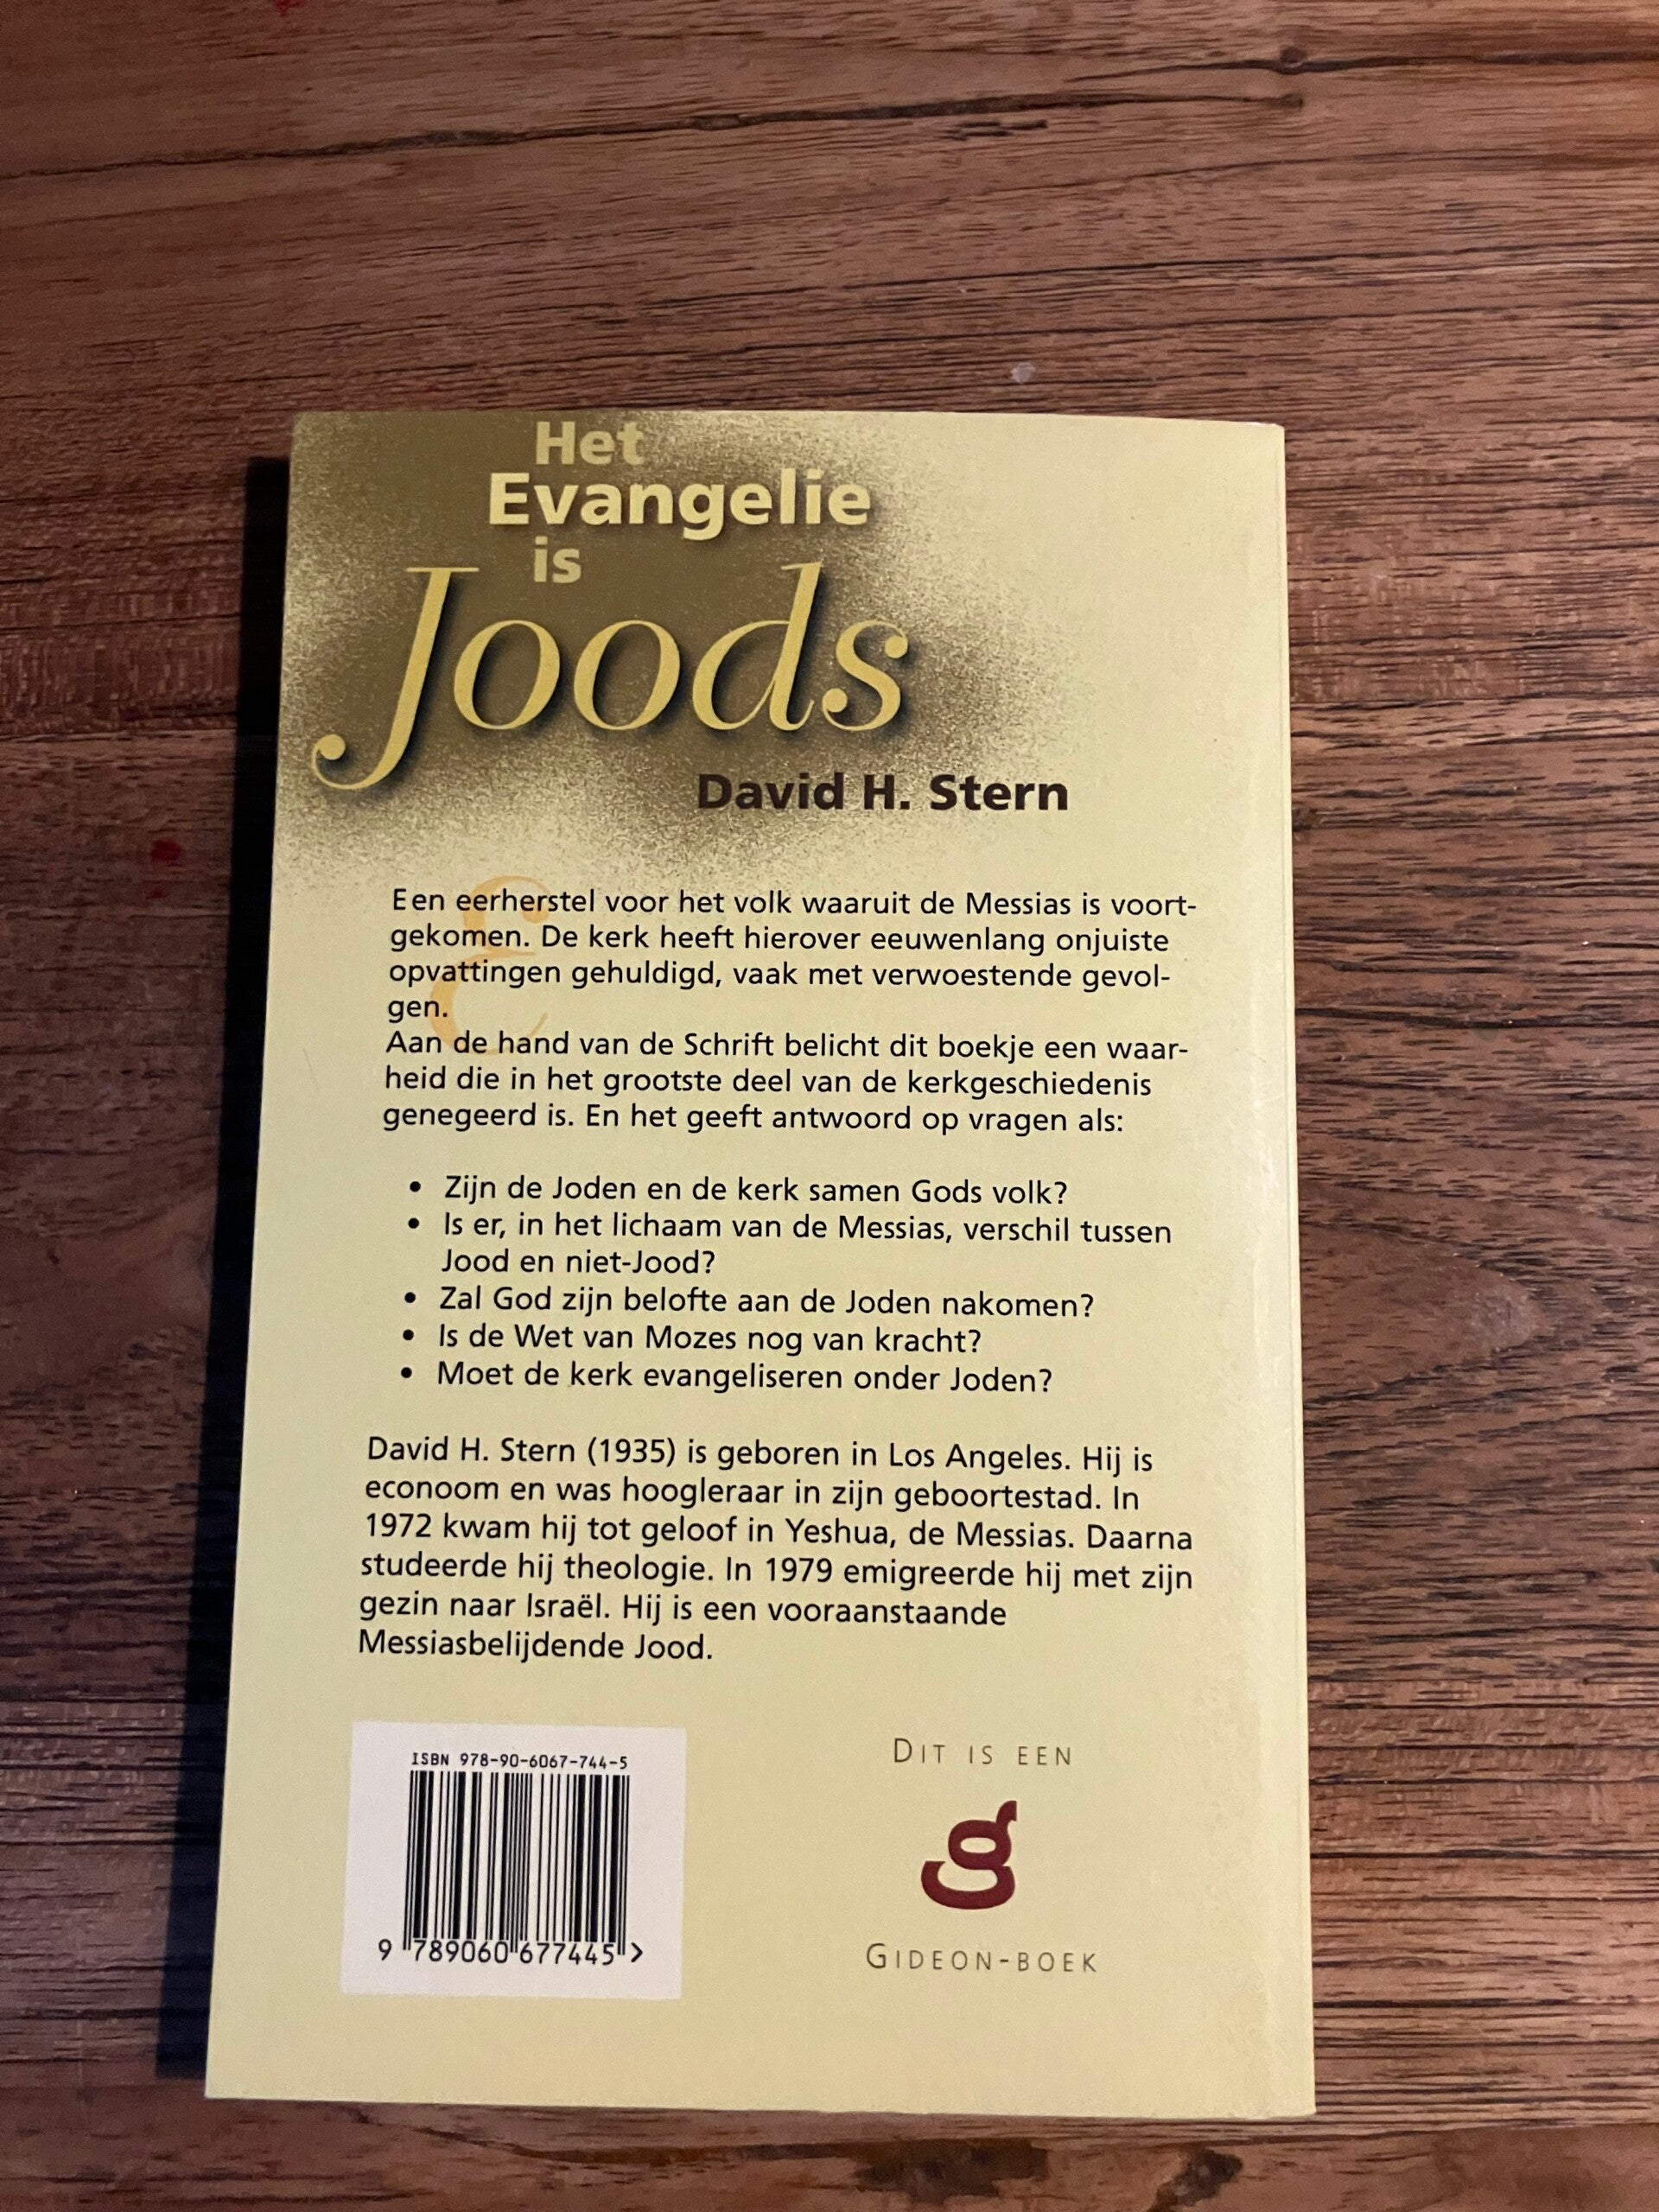 Het
Evangelie
is
Joods
David H. Stern
Een eerherstel voor het volk waaruit de Messias is voort-
gekomen. De kerk heeft hierover eeuwenlang onjuiste
opvattingen gehuldigd, vaak met verwoestende gevol-
gen.
Aan de hand van de Schrift belicht dit boekje een waar-
heid die in het grootste deel van de kerkgeschiedenis
genegeerd is. En het geeft antwoord op vragen als:
• Zijn de Joden en de kerk samen Gods volk?
• Is er, in het lichaam van de Messias, verschil tussen
Jood en niet-Jood?
• Zal God zijn belofte aan de Joden nakomen?
• Is de Wet van Mozes nog van kracht?
• Moet de kerk evangeliseren onder Joden?
David H. Stern (1935) is geboren in Los Angeles. Hij is
econoom en was hoogleraar in zijn geboortestad. In
1972 kwam hij tot geloof in Yeshua, de Messias. Daarna
studeerde hij theologie. In 1979 emigreerde hij met zijn
gezin naar Israël. Hij is een vooraanstaande
Messiasbelijdende Jood.
ISBN 978-90-6067-744-5
9 789060 677445 >
DIT IS EEN
g
GIDEON-BOEK